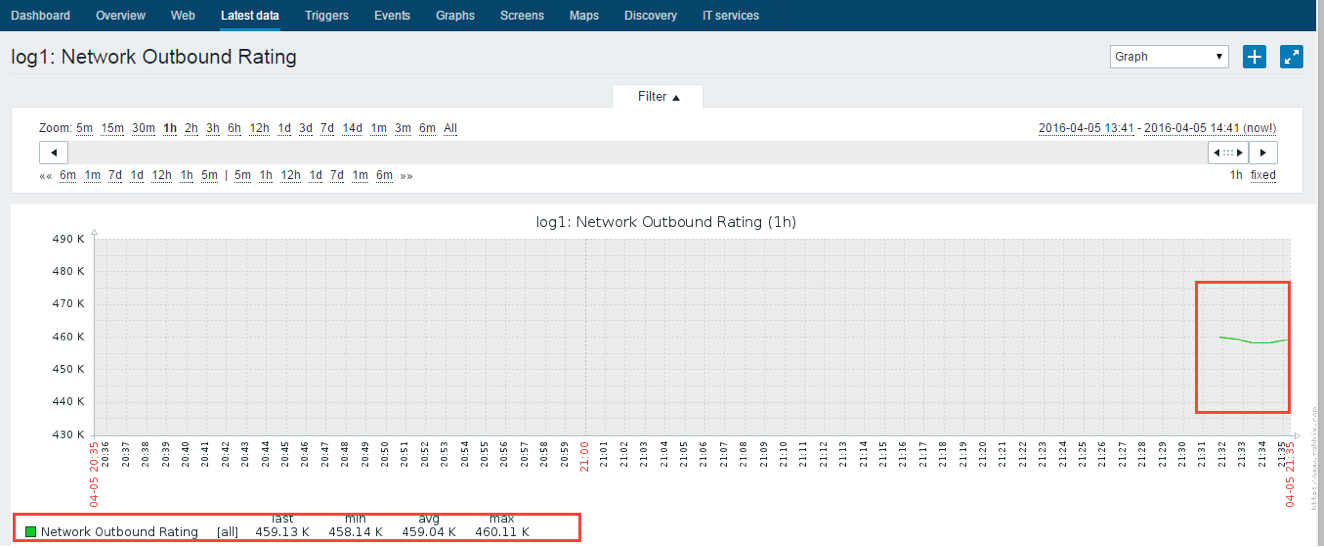 Dashboard Overview Web Latest data Triggers Events Graphs Screens Maps Discovery IT services
log1: Network Outbound Rating Graph
Filter
Zoom: 5m 15m 30m 1h 2h 3h 6h 12h 1d 3d 7d 14d 1m 3m 6m All 2016-04-05 13:41 - 2016-04-05 14:41 (now!)
«« 6m 1m 7d 1d 12h 1h 5m | 5m 1h 12h 1d 7d 1m 6m »» 1h fixed
log1: Network Outbound Rating (1h)
490 K
480 K
470 K
460 K
450 K
440 K
430 K
04-05 20:35 20:36 20:37 20:38 20:39 20:40 20:41 20:42 20:43 20:44 20:45 20:46 20:47 20:48 20:49 20:50 20:51 20:52 20:53 20:54 20:55 20:56 20:57 20:58 20:59 21:00 21:01 21:02 21:03 21:04 21:05 21:06 21:07 21:08 21:09 21:10 21:11 21:12 21:13 21:14 21:15 21:16 21:17 21:18 21:19 21:20 21:21 21:22 21:23 21:24 21:25 21:26 21:27 21:28 21:29 21:30 21:31 21:32 21:33 21:34 21:35 04-05 21:35
http://www.zabbix.com
last min avg max
Network Outbound Rating [all] 459.13 K 458.14 K 459.04 K 460.11 K